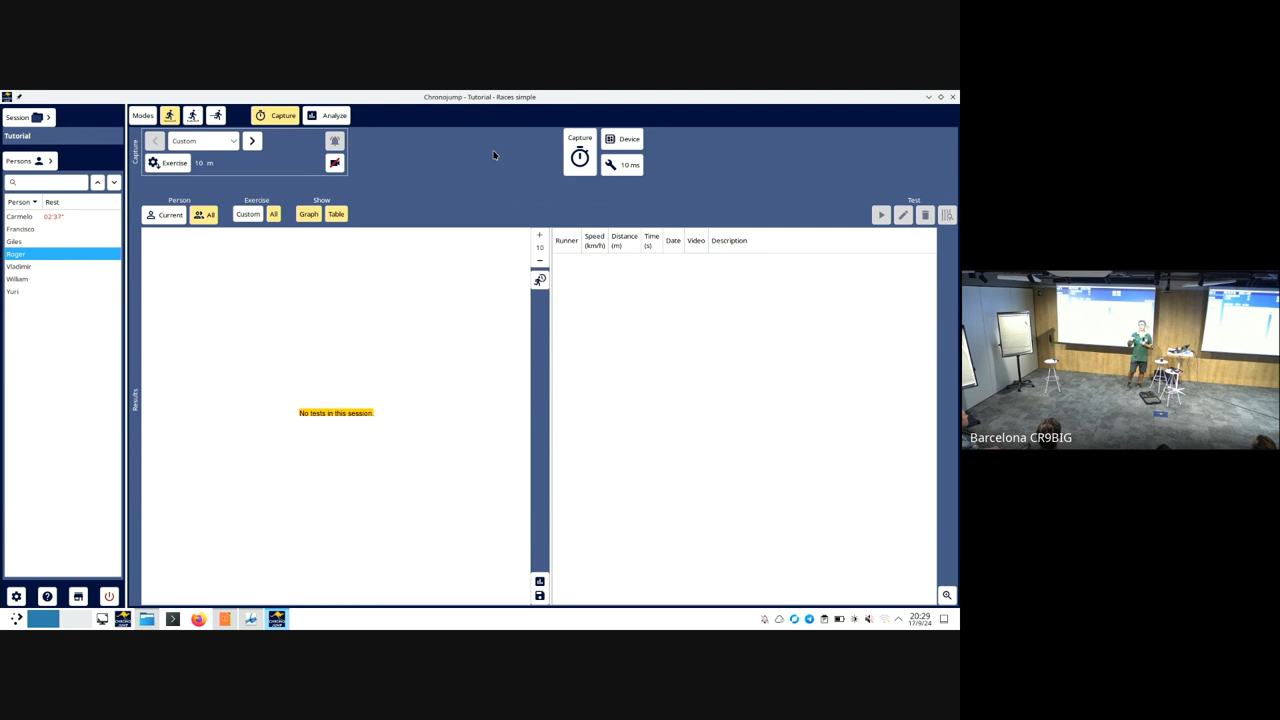 Chronojump - Tutorial - Races simple
Session
Tutorial
Persons
Person Rest
Carmelo 02'37"
Francisco
Giles
Roger
Vladimir
William
Yuri
Modes
Capture
Analyze
Capture
Custom
Exercise 10 m
Capture
Device
10 ms
Person
Current
All
Exercise
Custom
All
Show
Graph
Table
Test
Results
No tests in this session.
+
10
−
Runner Speed (km/h) Distance (m) Time (s) Date Video Description
20:29
17/9/24
Barcelona CR9BIG